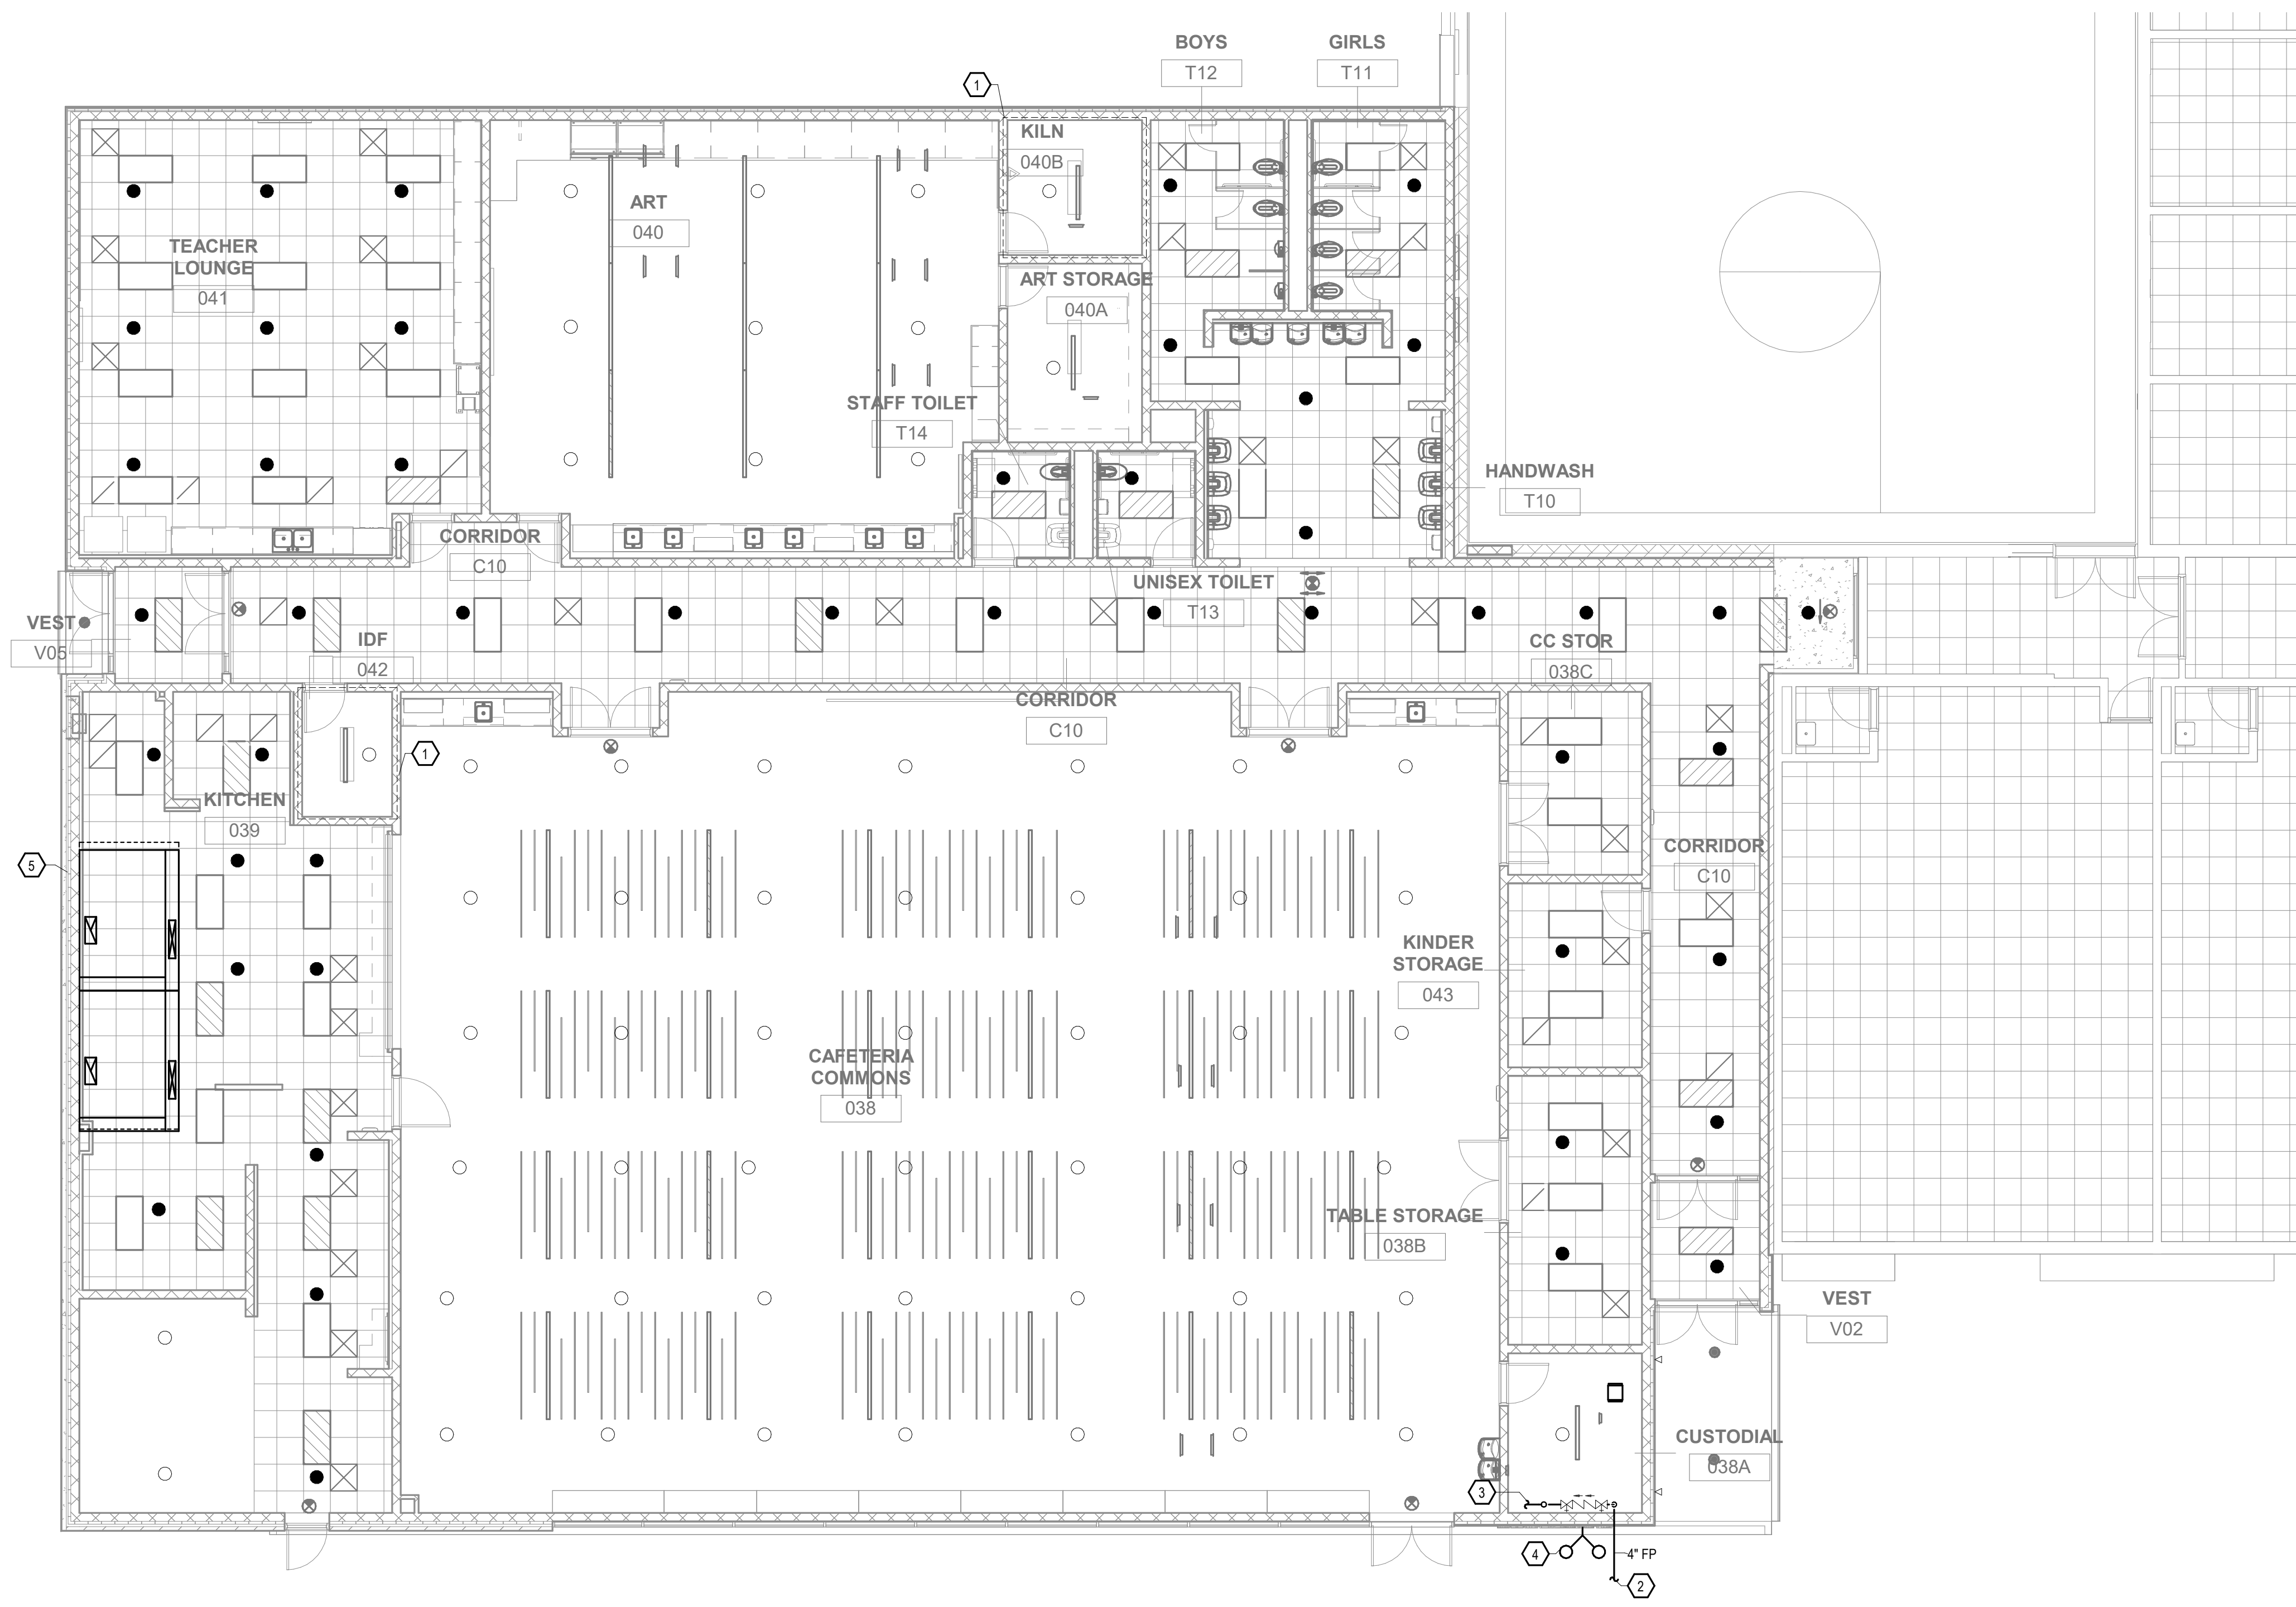 BOYS
T12
GIRLS
T11
1
KILN
040B
ART
040
TEACHER
LOUNGE
041
ART STORAGE
040A
STAFF TOILET
T14
HANDWASH
T10
CORRIDOR
C10
UNISEX TOILET
T13
VEST
V05
IDF
042
CC STOR
038C
CORRIDOR
C10
1
KITCHEN
039
5
CORRIDOR
C10
KINDER
STORAGE
043
CAFETERIA
COMMONS
038
TABLE STORAGE
038B
VEST
V02
CUSTODIAL
038A
3
4
4" FP
2